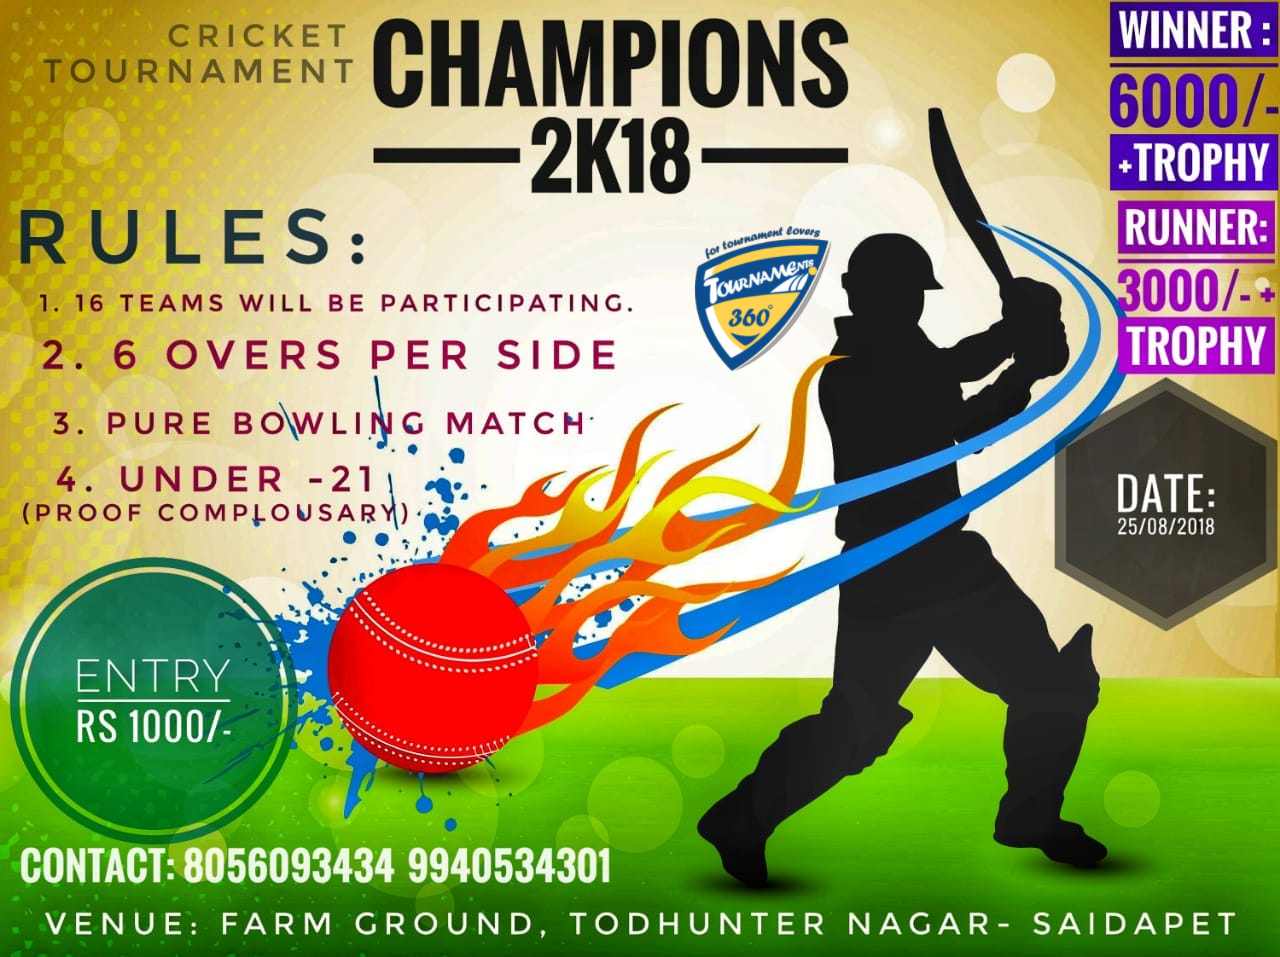 CRICKET
TOURNAMENT
CHAMPIONS
2K18
WINNER :
6000/-
+TROPHY
RUNNER:
3000/- +
TROPHY
RULES:
1. 16 TEAMS WILL BE PARTICIPATING.
2. 6 OVERS PER SIDE
3. PURE BOWLING MATCH
4. UNDER -21
(PROOF COMPLOUSARY)
for tournament lovers
TOURNAMENTS
360°
DATE:
25/08/2018
ENTRY
RS 1000/-
CONTACT: 8056093434 9940534301
VENUE: FARM GROUND, TODHUNTER NAGAR- SAIDAPET